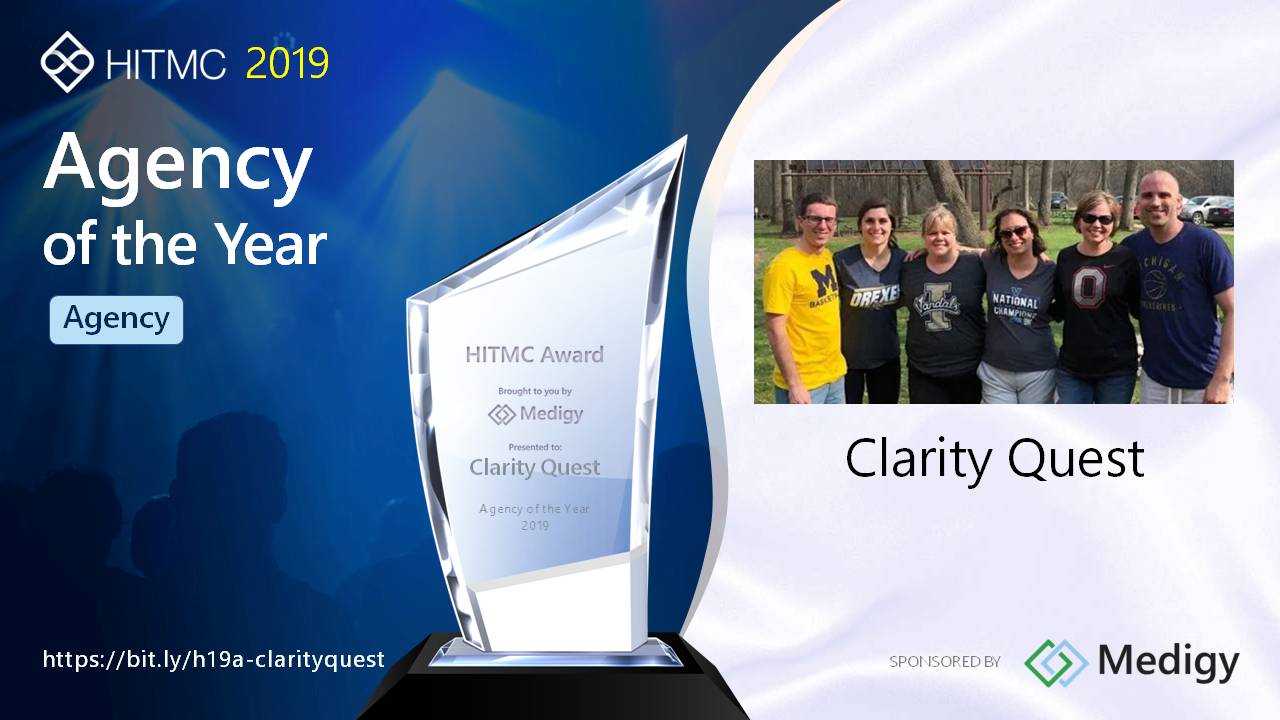 HITMC 2019
Agency
of the Year
Agency
HITMC Award
Brought to you by
Medigy
Presented to:
Clarity Quest
Agency of the Year
2019
https://bit.ly/h19a-clarityquest
M
BASKETBALL
DREXEL
I
Vandals
NATIONAL
CHAMPIONS
O
Clarity Quest
SPONSORED BY Medigy